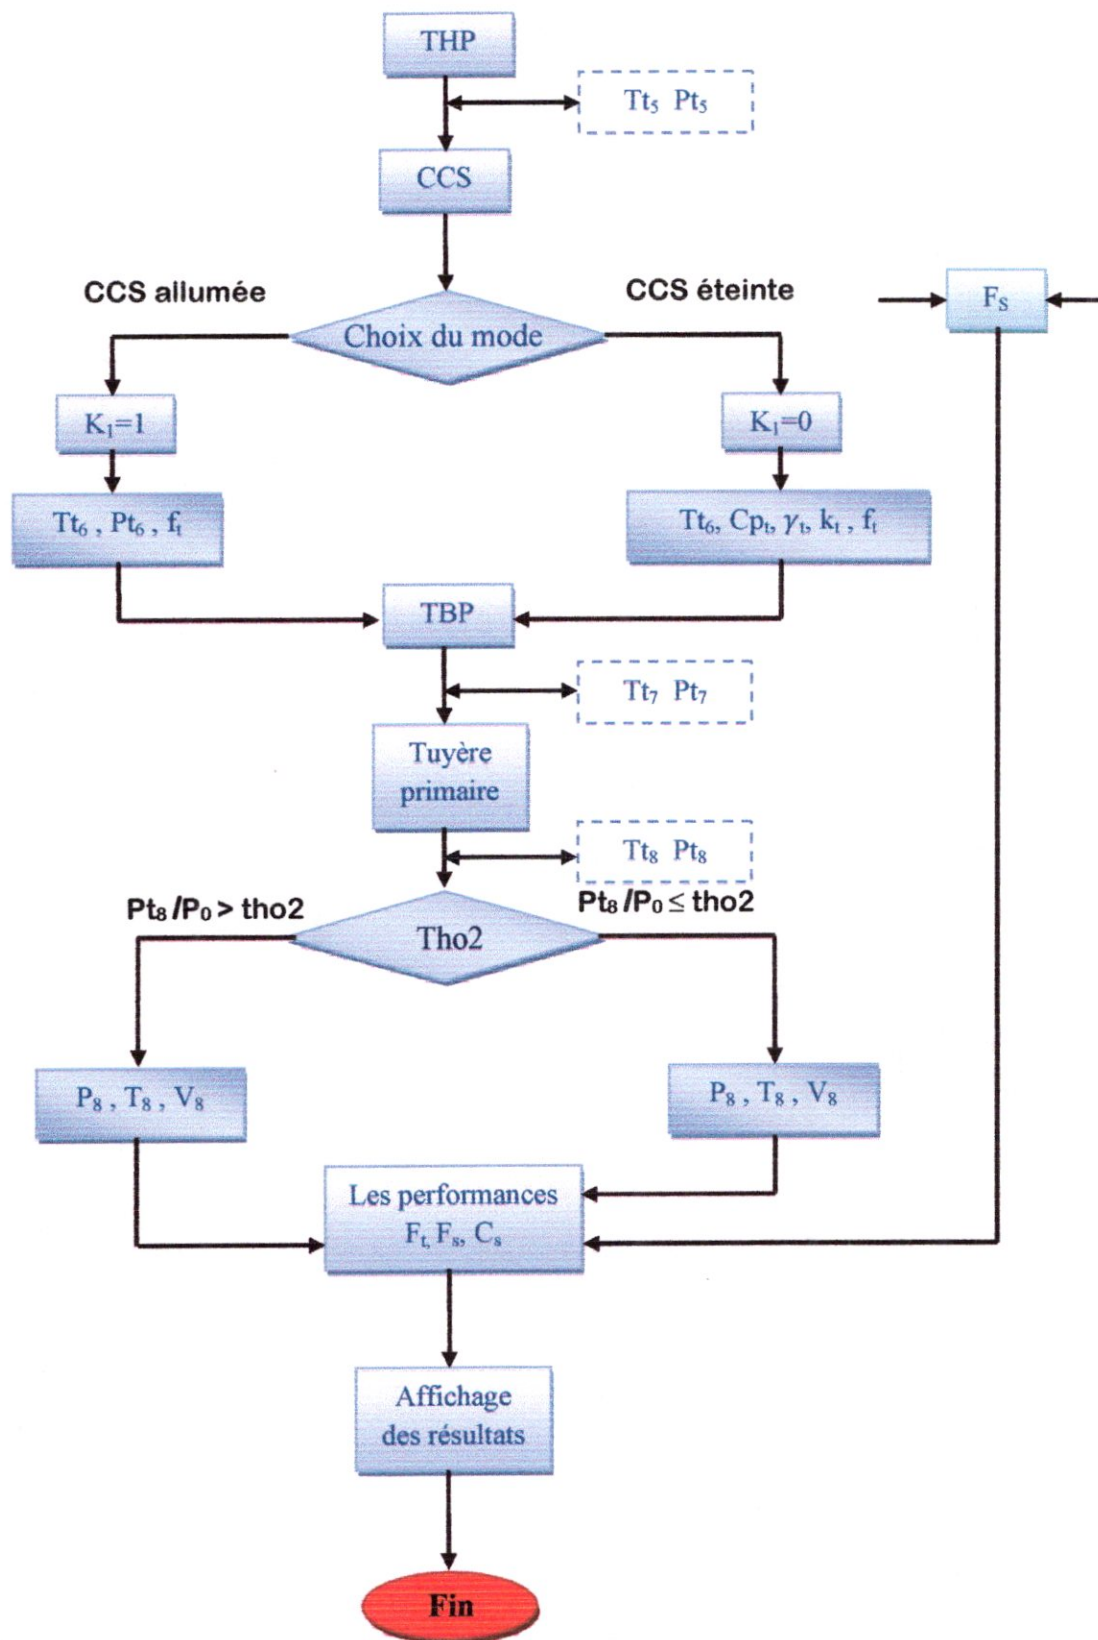 THP
Tt₅ Pt₅
CCS
CCS allumée
CCS éteinte
Fₛ
Choix du mode
K₁=1
K₁=0
Tt₆ , Pt₆ , fₜ
Tt₆, Cpₜ, γₜ, kₜ , fₜ
TBP
Tt₇ Pt₇
Tuyère
primaire
Tt₈ Pt₈
Pt₈ /P₀ > tho2
Pt₈ /P₀ ≤ tho2
Tho2
P₈ , T₈ , V₈
P₈ , T₈ , V₈
Les performances
Fₜ, Fₛ, Cₛ
Affichage
des résultats
Fin